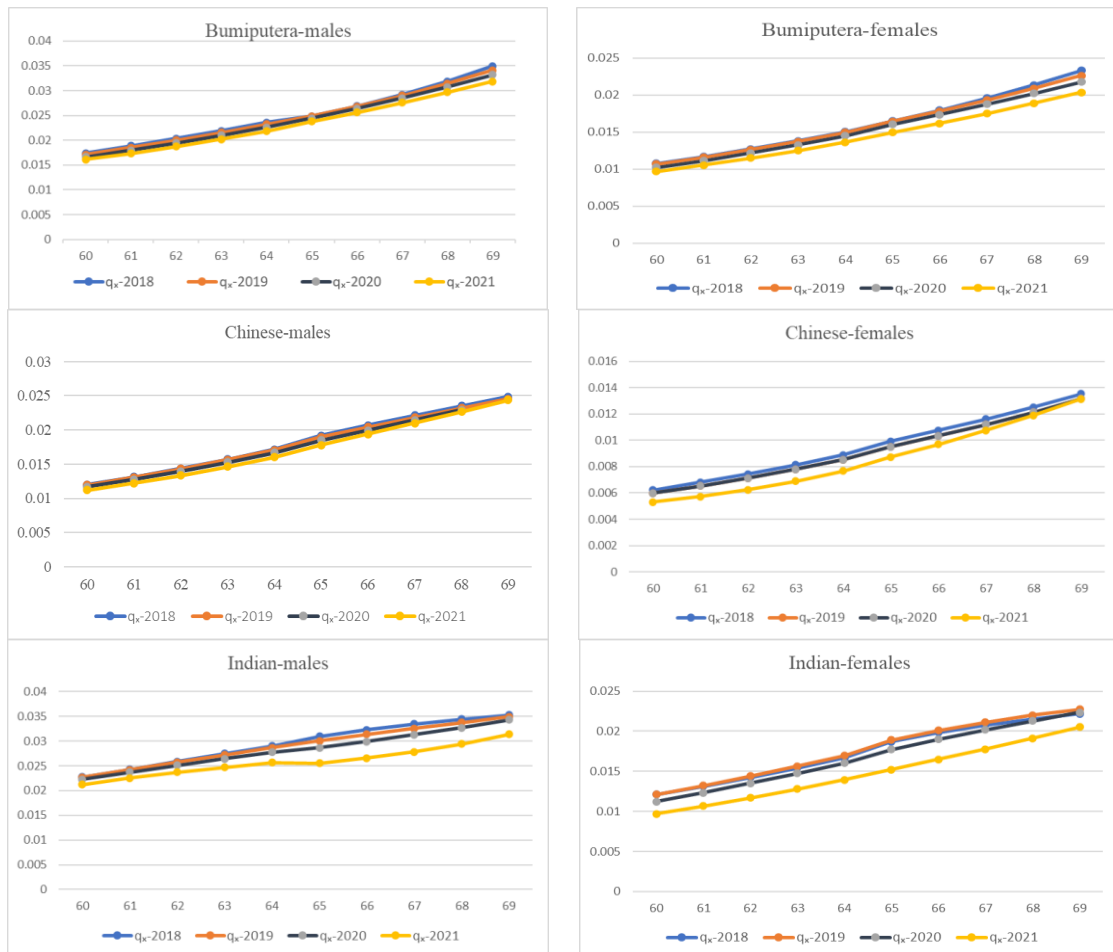 Bumiputera-males
0.04
0.035
0.03
0.025
0.02
0.015
0.01
0.005
0
60 61 62 63 64 65 66 67 68 69
qₓ-2018 qₓ-2019 qₓ-2020 qₓ-2021
Bumiputera-females
0.025
0.02
0.015
0.01
0.005
0
60 61 62 63 64 65 66 67 68 69
qₓ-2018 qₓ-2019 qₓ-2020 qₓ-2021
Chinese-males
0.03
0.025
0.02
0.015
0.01
0.005
0
60 61 62 63 64 65 66 67 68 69
qₓ-2018 qₓ-2019 qₓ-2020 qₓ-2021
Chinese-females
0.016
0.014
0.012
0.01
0.008
0.006
0.004
0.002
0
60 61 62 63 64 65 66 67 68 69
qₓ-2018 qₓ-2019 qₓ-2020 qₓ-2021
Indian-males
0.04
0.035
0.03
0.025
0.02
0.015
0.01
0.005
0
60 61 62 63 64 65 66 67 68 69
qₓ-2018 qₓ-2019 qₓ-2020 qₓ-2021
Indian-females
0.025
0.02
0.015
0.01
0.005
0
60 61 62 63 64 65 66 67 68 69
qₓ-2018 qₓ-2019 qₓ-2020 qₓ-2021